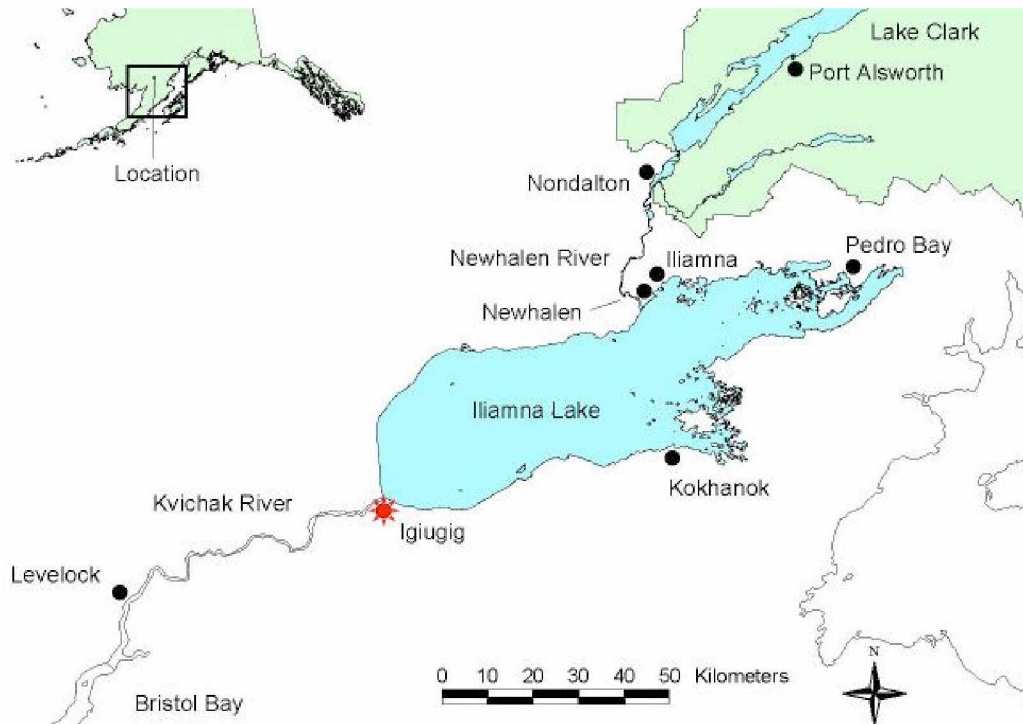 Lake Clark
Port Alsworth
Location
Nondalton
Newhalen River
Iliamna
Pedro Bay
Newhalen
Iliamna Lake
Kokhanok
Kvichak River
Igiugig
Levelock
0 10 20 30 40 50 Kilometers
N
Bristol Bay